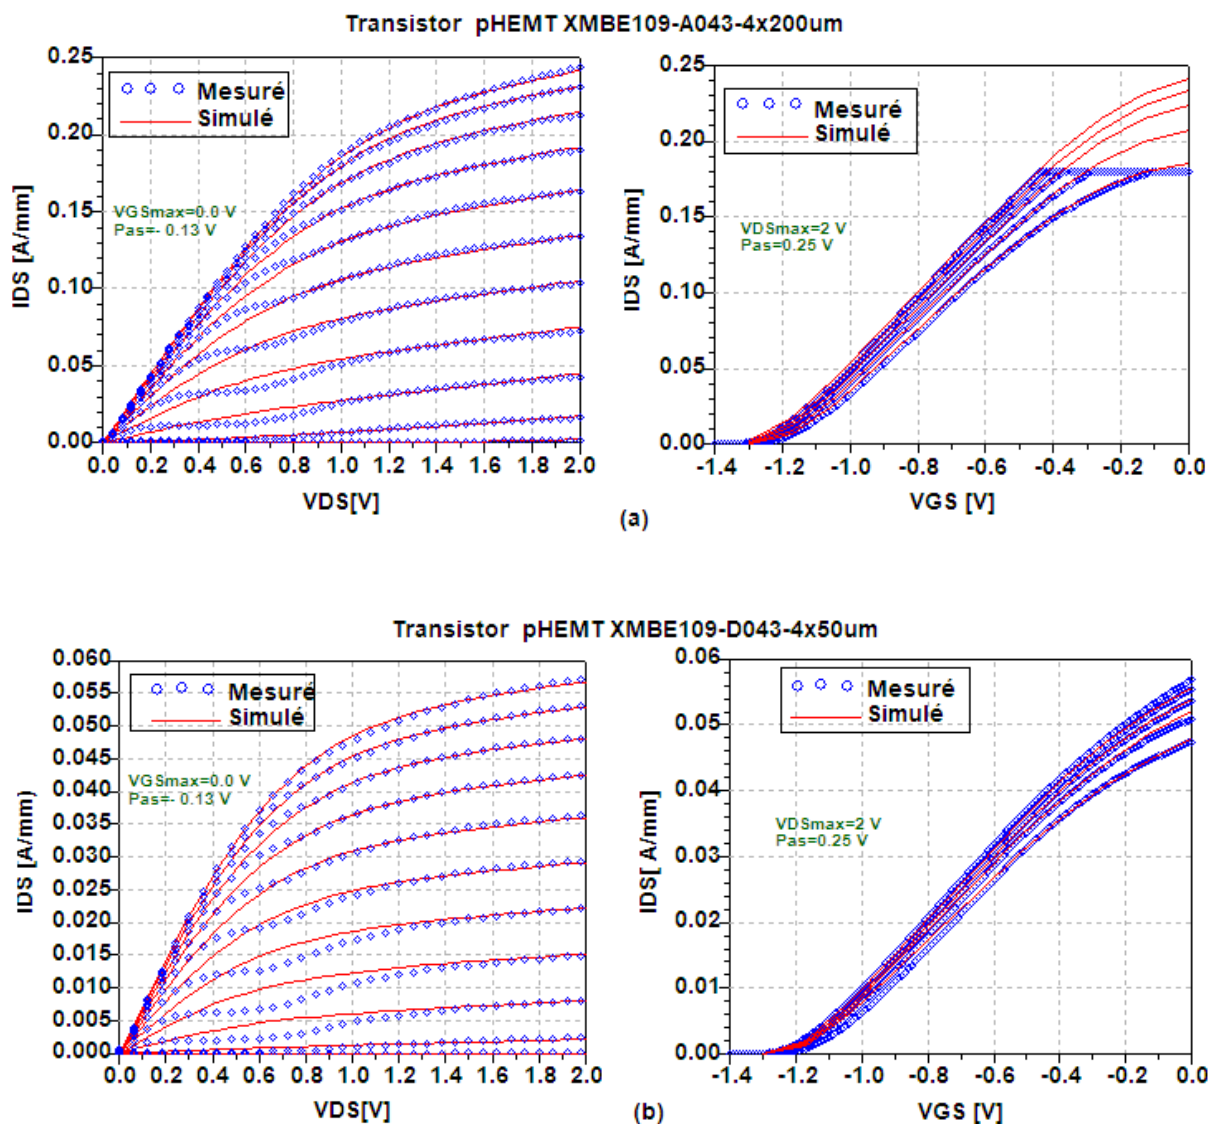 Transistor pHEMT XMBE109-A043-4x200um
0.25
0.20
0.15
0.10
0.05
0.00
IDS [A/mm]
Mesuré
Simulé
VGSmax=0.0 V
Pas=- 0.13 V
0.0 0.2 0.4 0.6 0.8 1.0 1.2 1.4 1.6 1.8 2.0
VDS[V]
0.25
0.20
0.15
0.10
0.05
0.00
IDS [A/mm]
Mesuré
Simulé
VDSmax=2 V
Pas=0.25 V
-1.4 -1.2 -1.0 -0.8 -0.6 -0.4 -0.2 0.0
VGS [V]
(a)
Transistor pHEMT XMBE109-D043-4x50um
0.060
0.055
0.050
0.045
0.040
0.035
0.030
0.025
0.020
0.015
0.010
0.005
0.000
IDS [A/mm)
Mesuré
Simulé
VGSmax=0.0 V
Pas=- 0.13 V
0.0 0.2 0.4 0.6 0.8 1.0 1.2 1.4 1.6 1.8 2.0
VDS[V]
0.06
0.05
0.04
0.03
0.02
0.01
0.00
IDS[ A/mm]
Mesuré
Simulé
VDSmax=2 V
Pas=0.25 V
-1.4 -1.2 -1.0 -0.8 -0.6 -0.4 -0.2 0.0
VGS [V]
(b)